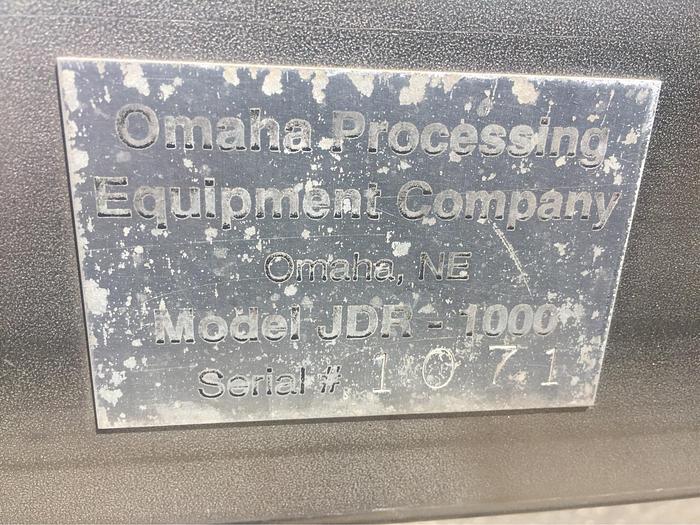 Omaha Processing
Equipment Company
Omaha, NE
Model JDR - 1000
Serial # 1071